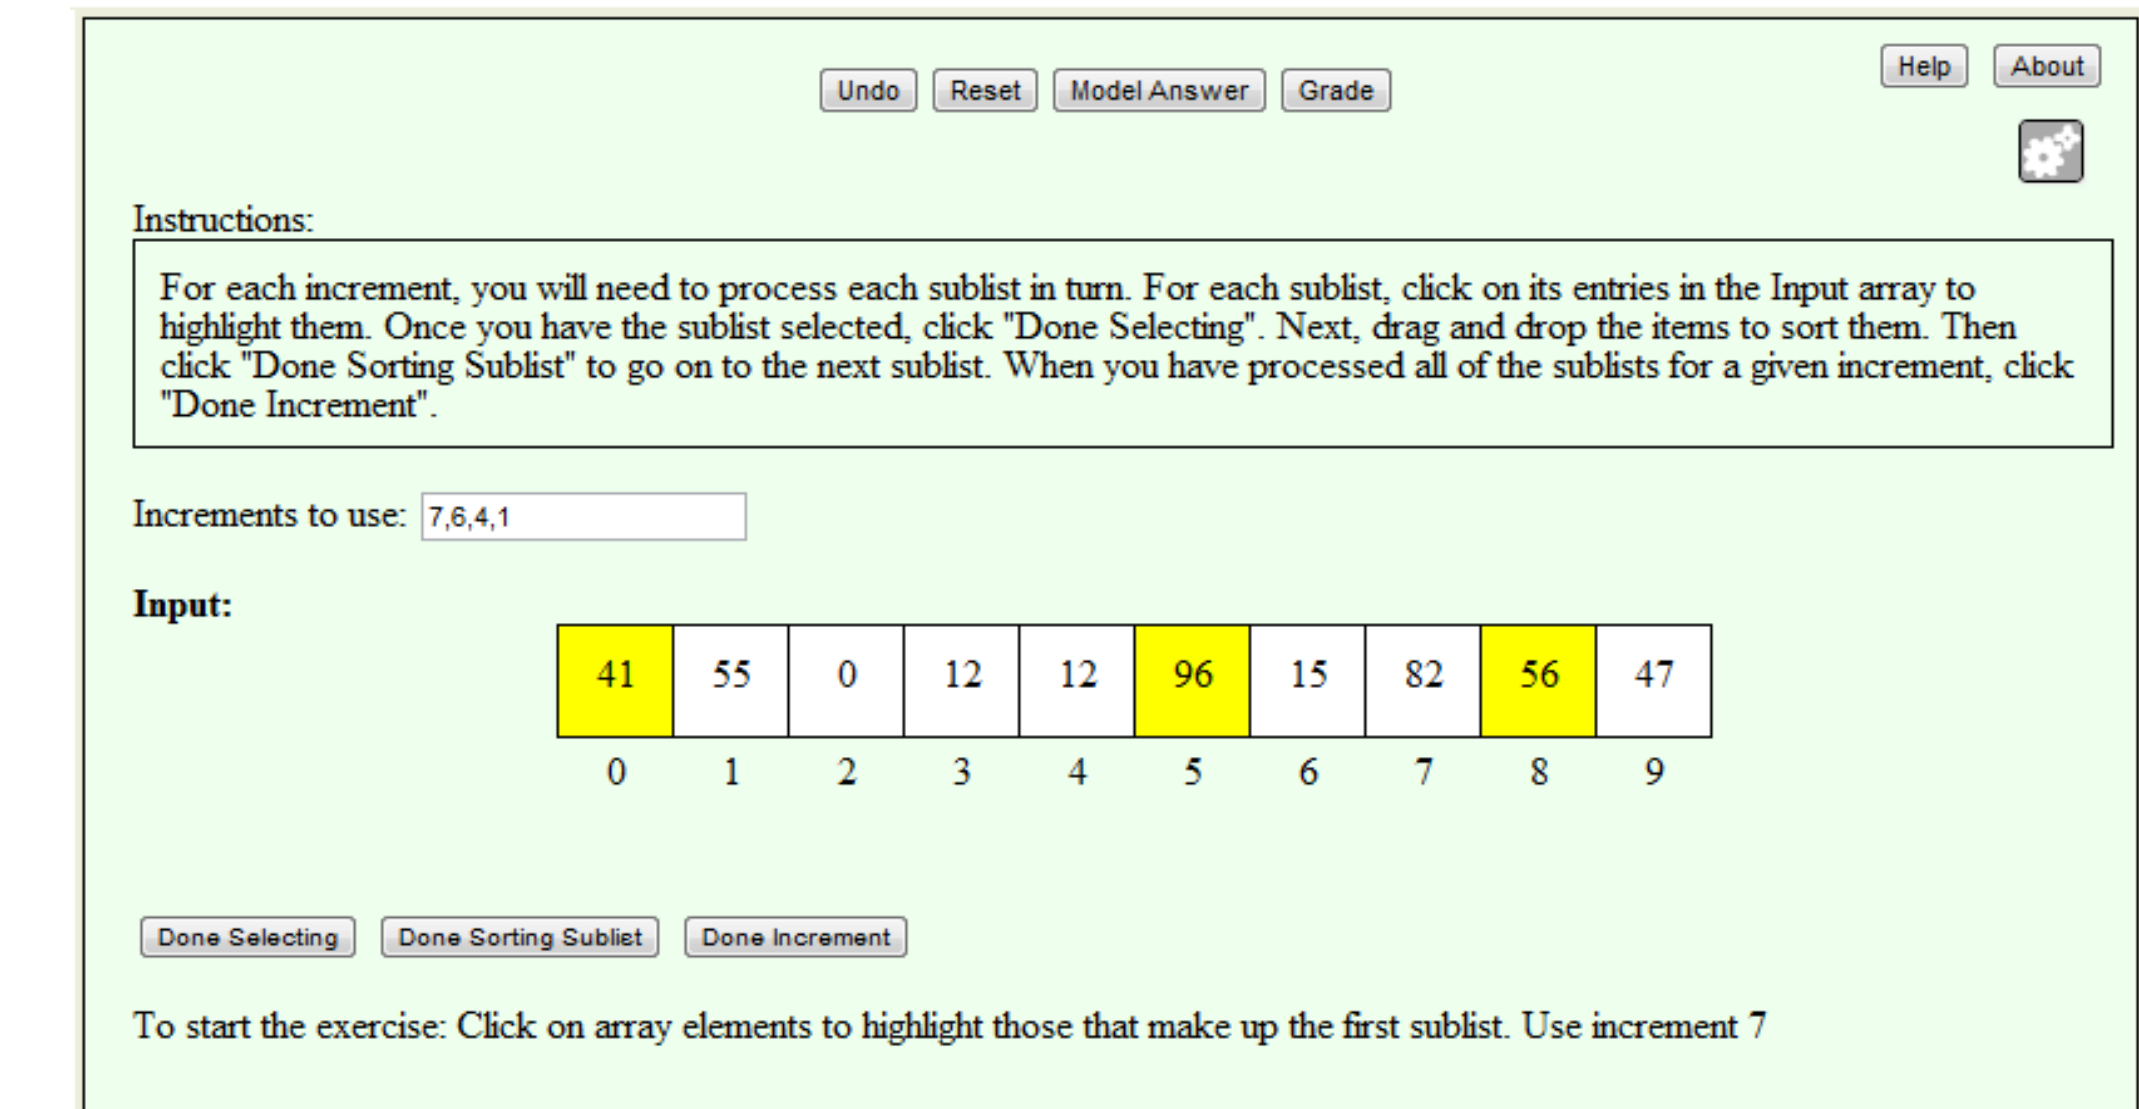 Help About
Undo Reset Model Answer Grade
Instructions:
For each increment, you will need to process each sublist in turn. For each sublist, click on its entries in the Input array to
highlight them. Once you have the sublist selected, click "Done Selecting". Next, drag and drop the items to sort them. Then
click "Done Sorting Sublist" to go on to the next sublist. When you have processed all of the sublists for a given increment, click
"Done Increment".
Increments to use: 7,6,4,1
Input:
41 55 0 12 12 96 15 82 56 47
0 1 2 3 4 5 6 7 8 9
Done Selecting Done Sorting Sublist Done Increment
To start the exercise: Click on array elements to highlight those that make up the first sublist. Use increment 7